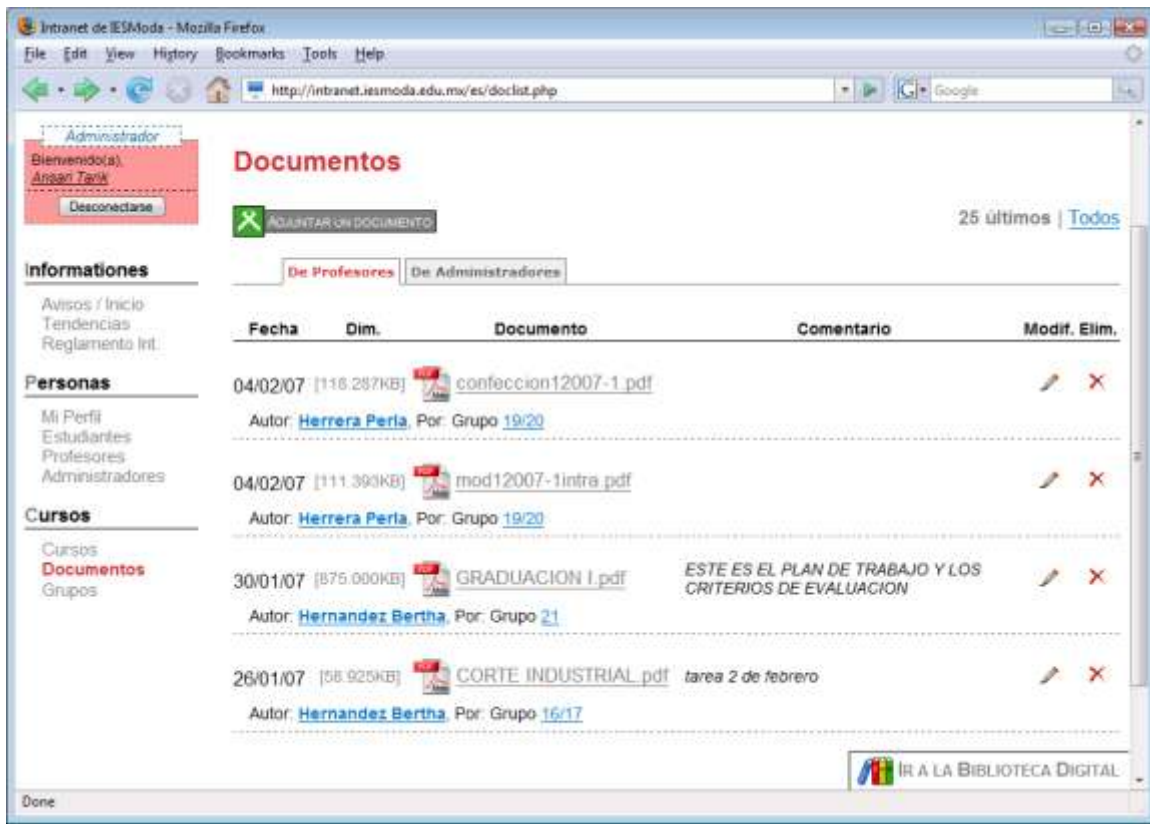 Intranet de IESModa - Mozilla Firefox
File Edit View History Bookmarks Tools Help
http://intranet.iesmoda.edu.mx/es/doclist.php
Google
Administrador
Bienvenido(a),
Ansari Tarik
Desconectarse
Informationes
Avisos / Inicio
Tendencias
Reglamento Int.
Personas
Mi Perfil
Estudiantes
Profesores
Administradores
Cursos
Cursos
Documentos
Grupos
Documentos
ADJUNTAR UN DOCUMENTO
25 últimos | Todos
De Profesores De Administradores
Fecha Dim. Documento Comentario Modif. Elim.
04/02/07 [116.287KB] confeccion12007-1.pdf
Autor: Herrera Perla, Por: Grupo 19/20
04/02/07 [111.393KB] mod12007-1intra.pdf
Autor: Herrera Perla, Por: Grupo 19/20
30/01/07 [875.000KB] GRADUACION I.pdf ESTE ES EL PLAN DE TRABAJO Y LOS
CRITERIOS DE EVALUACION
Autor: Hernandez Bertha, Por: Grupo 21
26/01/07 [58.925KB] CORTE INDUSTRIAL.pdf tarea 2 de febrero
Autor: Hernandez Bertha, Por: Grupo 16/17
IR A LA BIBLIOTECA DIGITAL
Done